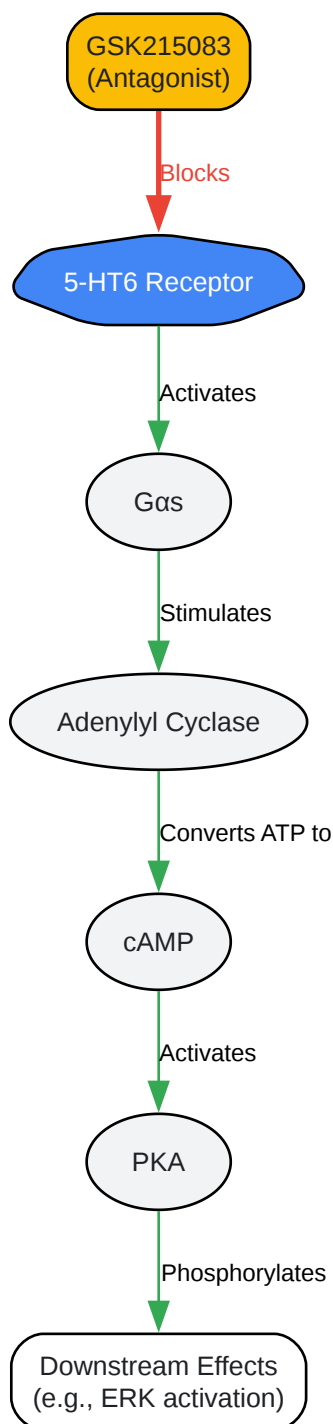 GSK215083
(Antagonist)
Blocks
5-HT6 Receptor
Activates
Gαs
Stimulates
Adenylyl Cyclase
Converts ATP to
cAMP
Activates
PKA
Phosphorylates
Downstream Effects
(e.g., ERK activation)